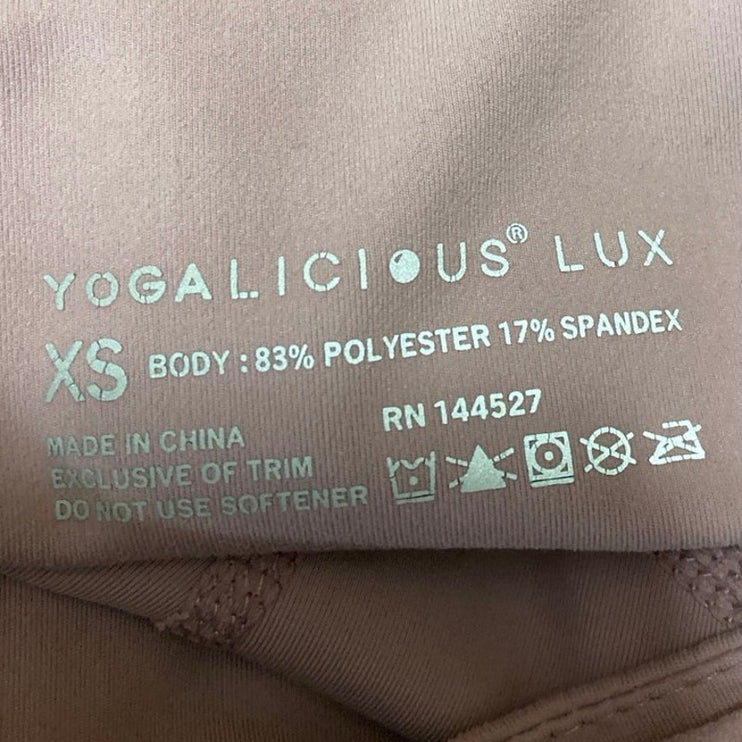 YOGALICIOUS® LUX
XS BODY : 83% POLYESTER 17% SPANDEX
RN 144527
MADE IN CHINA
EXCLUSIVE OF TRIM
DO NOT USE SOFTENER